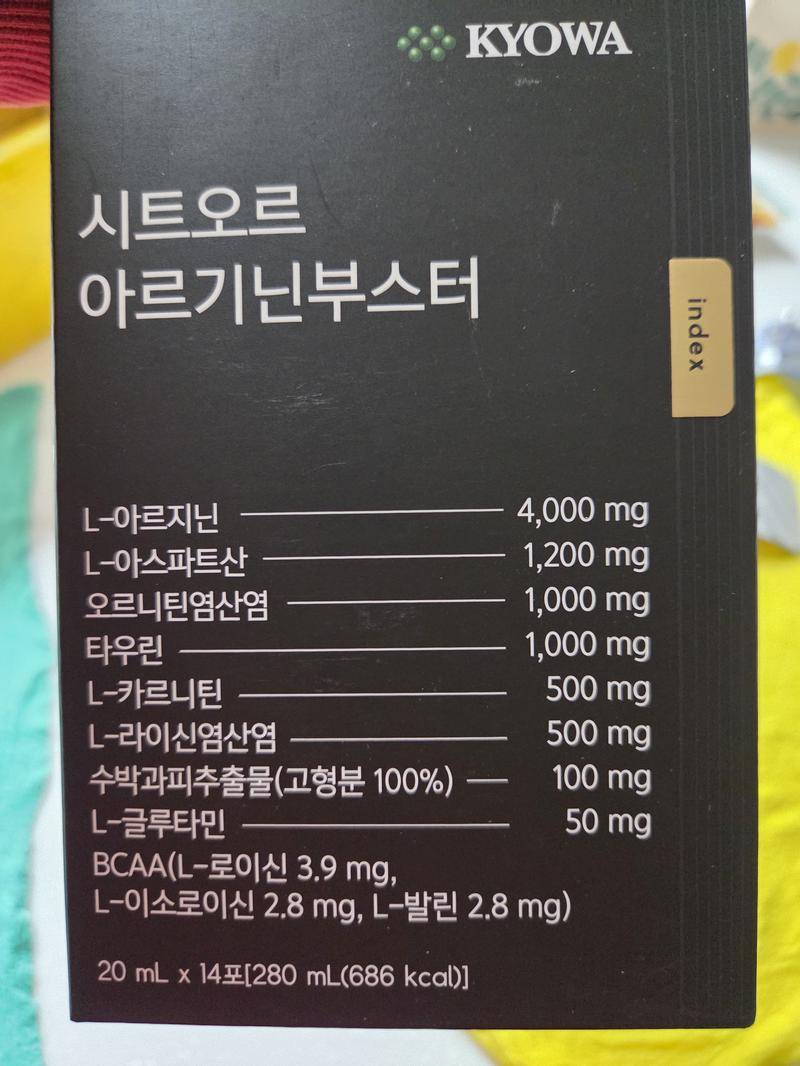 KYOWA
시트오르
아르기닌부스터
index
L-아르지닌 4,000 mg
L-아스파트산 1,200 mg
오르니틴염산염 1,000 mg
타우린 1,000 mg
L-카르니틴 500 mg
L-라이신염산염 500 mg
수박과피추출물(고형분 100%) 100 mg
L-글루타민 50 mg
BCAA(L-로이신 3.9 mg,
L-이소로이신 2.8 mg, L-발린 2.8 mg)
20 mL x 14포[280 mL(686 kcal)]